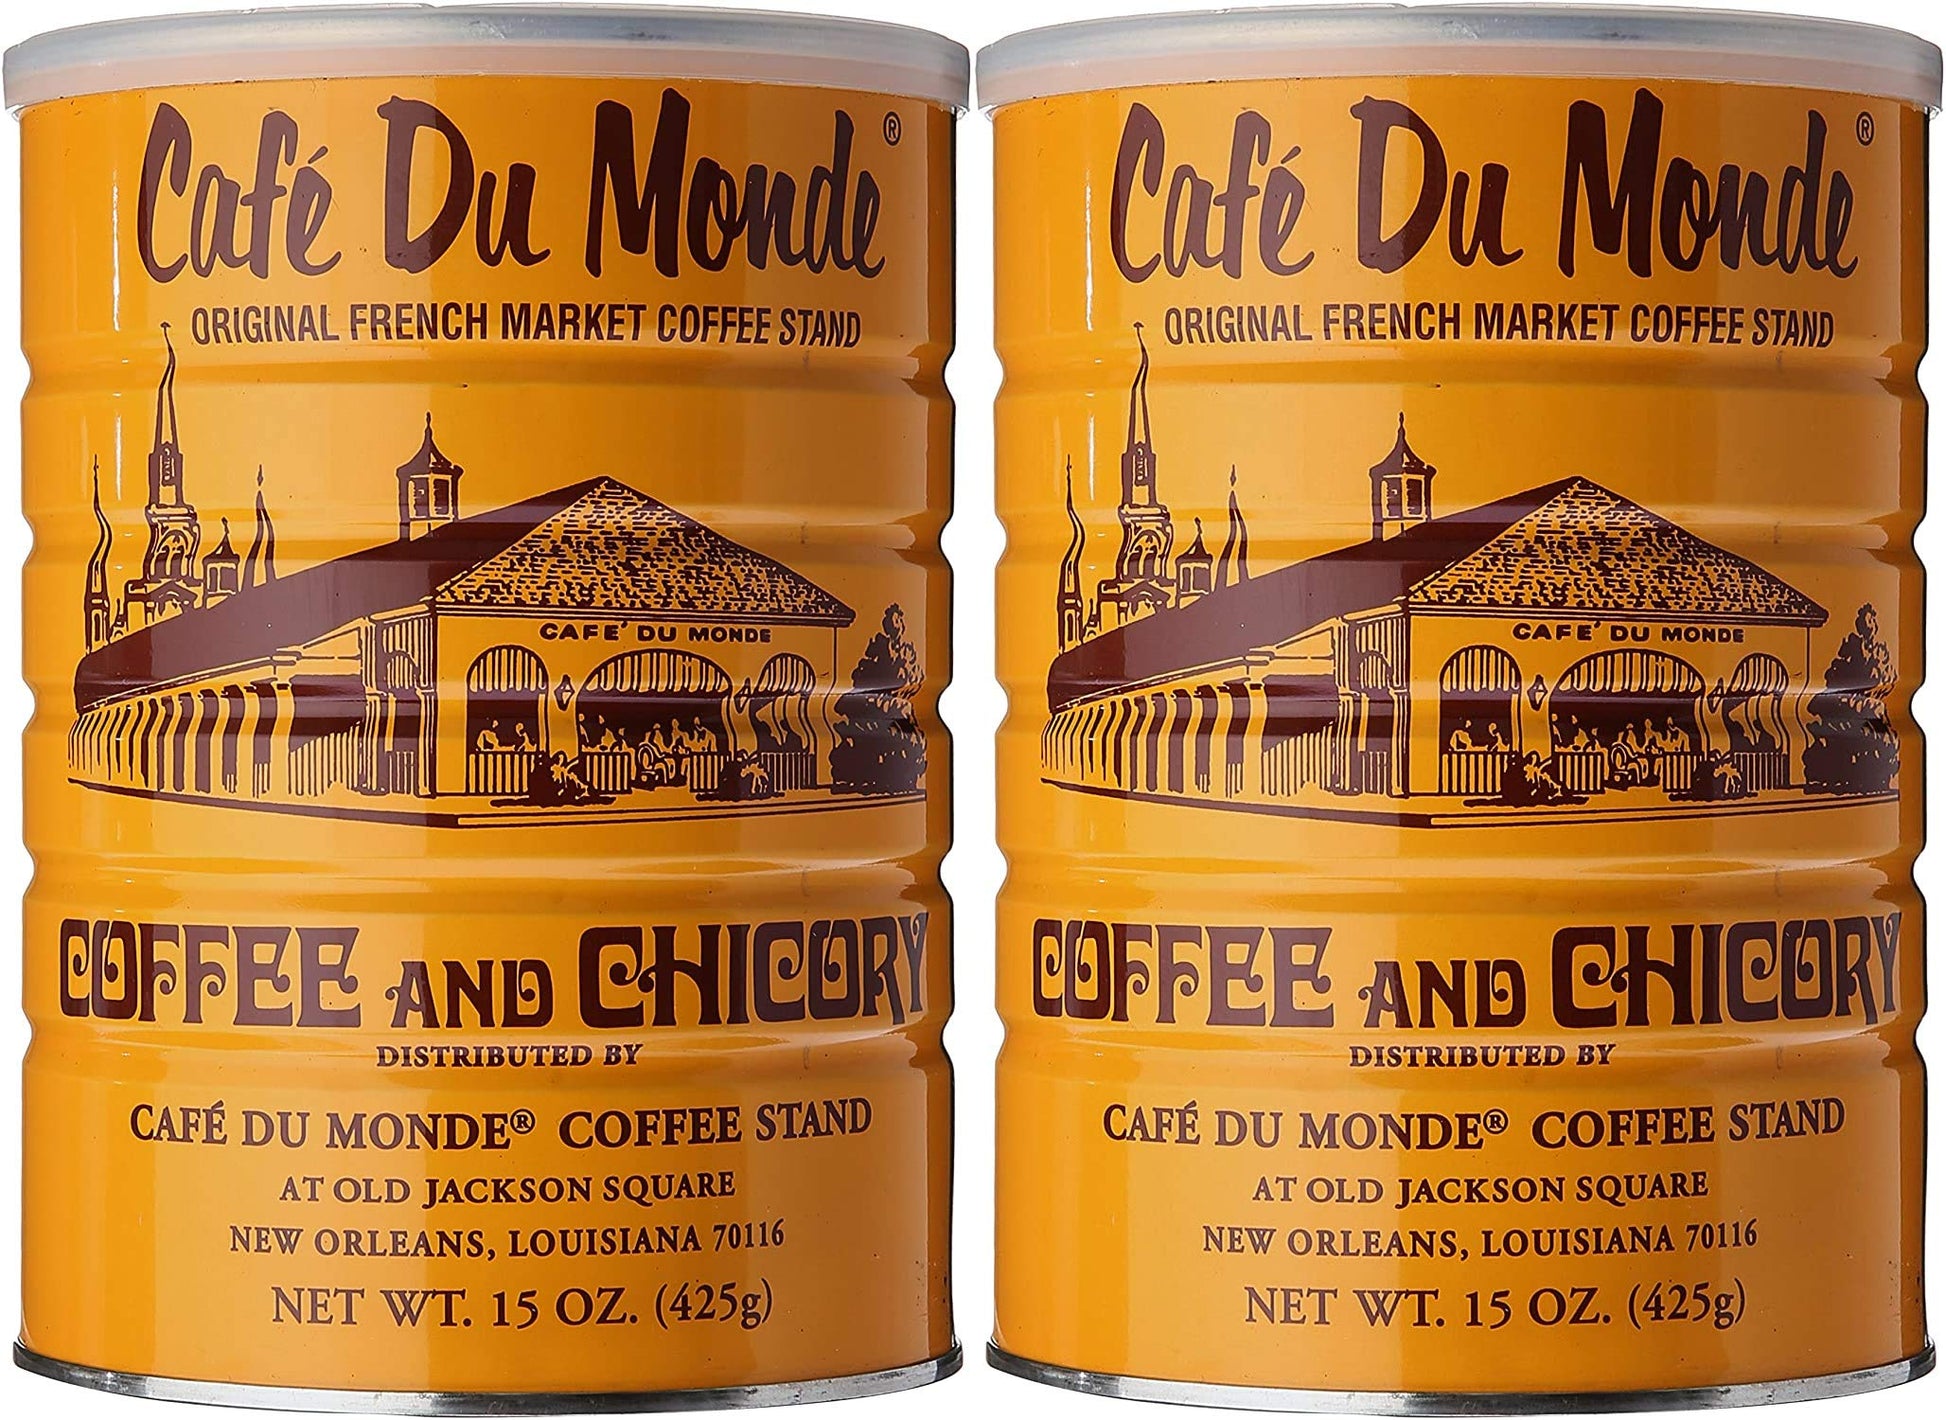 Café Du Monde®
ORIGINAL FRENCH MARKET COFFEE STAND
CAFE' DU MONDE
COFFEE AND CHICORY
DISTRIBUTED BY
CAFÉ DU MONDE® COFFEE STAND
AT OLD JACKSON SQUARE
NEW ORLEANS, LOUISIANA 70116
NET WT. 15 OZ. (425g)
Café Du Monde®
ORIGINAL FRENCH MARKET COFFEE STAND
CAFE' DU MONDE
COFFEE AND CHICORY
DISTRIBUTED BY
CAFÉ DU MONDE® COFFEE STAND
AT OLD JACKSON SQUARE
NEW ORLEANS, LOUISIANA 70116
NET WT. 15 OZ. (425g)